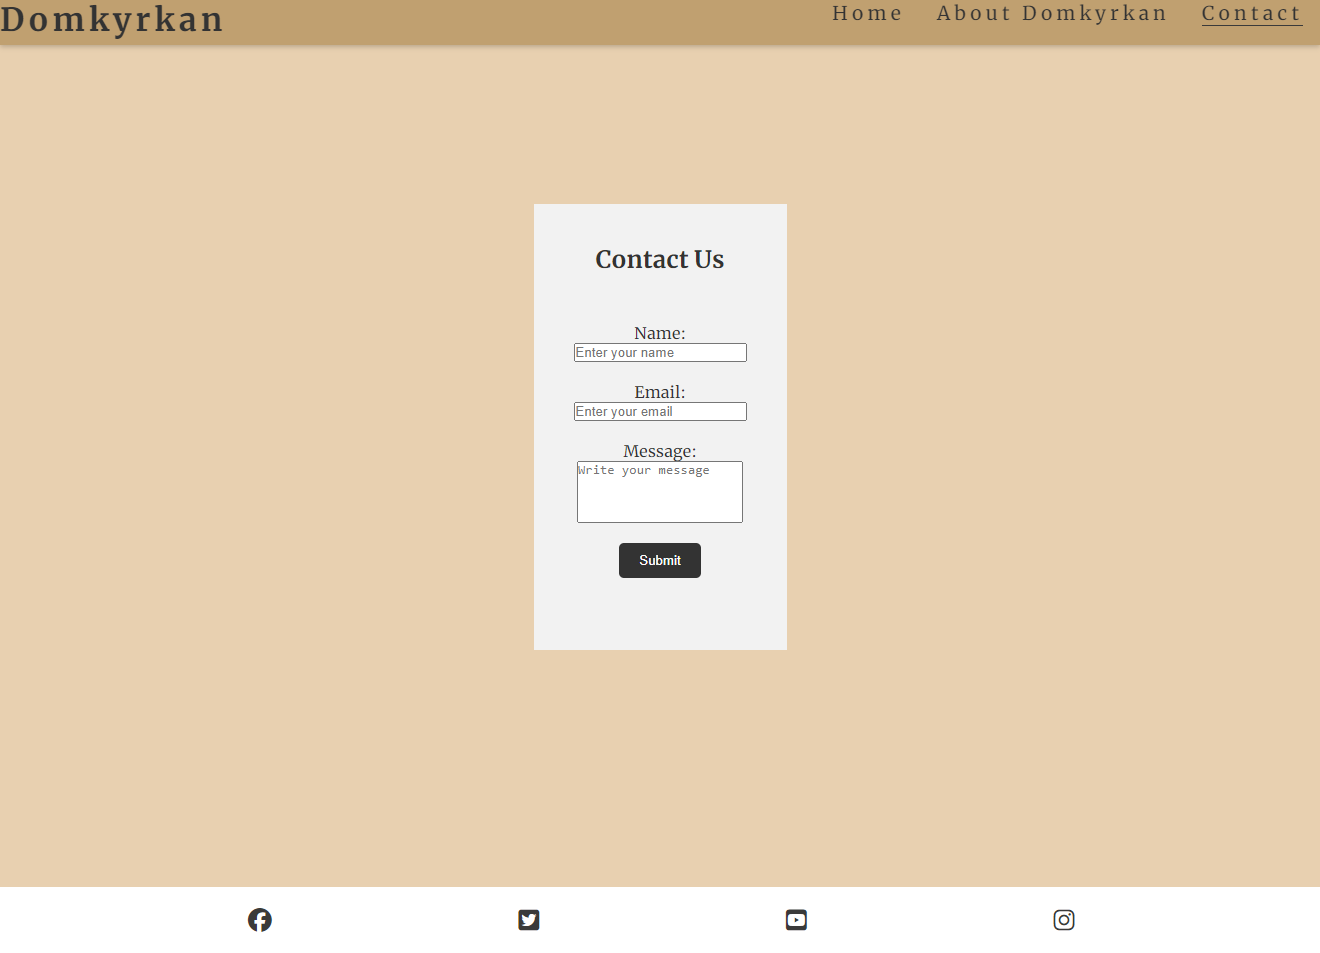 Domkyrkan
Home About Domkyrkan Contact
Contact Us
Name:
Enter your name
Email:
Enter your email
Message:
Write your message
Submit